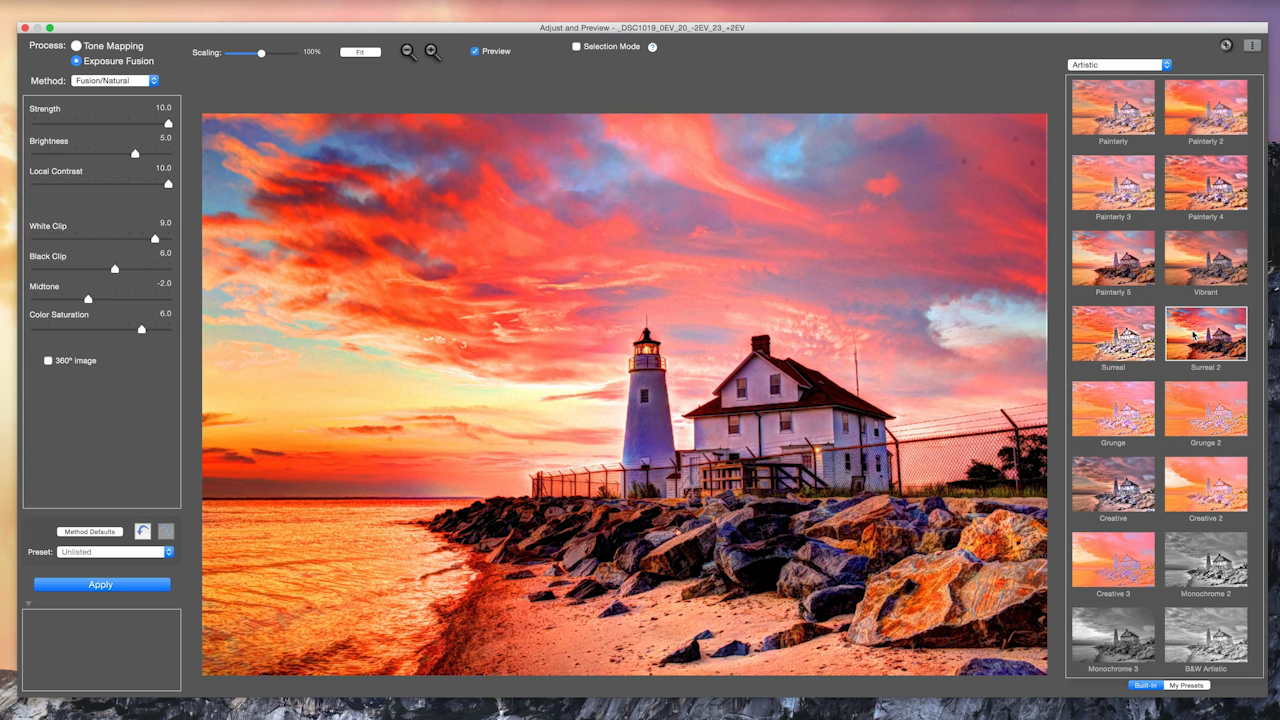 Adjust and Preview - _DSC1019_0EV_20_-2EV_23_+2EV
Process:
Tone Mapping
Exposure Fusion
Method: Fusion/Natural
Strength 10.0
Brightness 5.0
Local Contrast 10.0
White Clip 9.0
Black Clip 6.0
Midtone -2.0
Color Saturation 6.0
360º image
Method Defaults
Preset: Unlisted
Apply
Scaling: 100% Fit
Preview
Selection Mode ?
Artistic
Painterly Painterly 2
Painterly 3 Painterly 4
Painterly 5 Vibrant
Surreal Surreal 2
Grunge Grunge 2
Creative Creative 2
Creative 3 Monochrome 2
Monochrome 3 B&W Artistic
Built-in My Presets